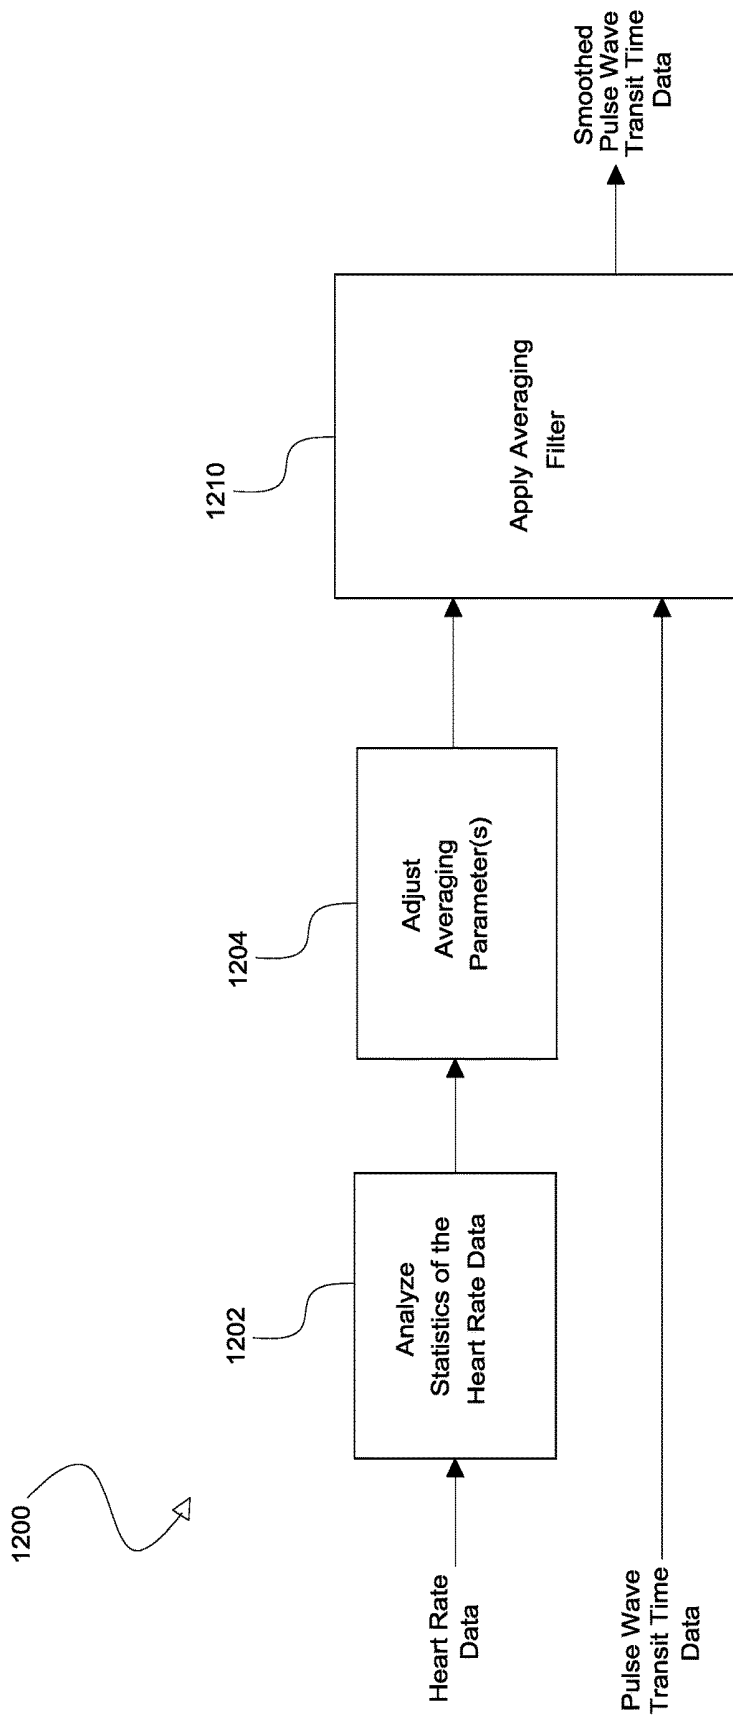 1200
Heart Rate
Data
1202
Analyze
Statistics of the
Heart Rate Data
1204
Adjust
Averaging
Parameter(s)
1210
Apply Averaging
Filter
Pulse Wave
Transit Time
Data
Smoothed
Pulse Wave
Transit Time
Data